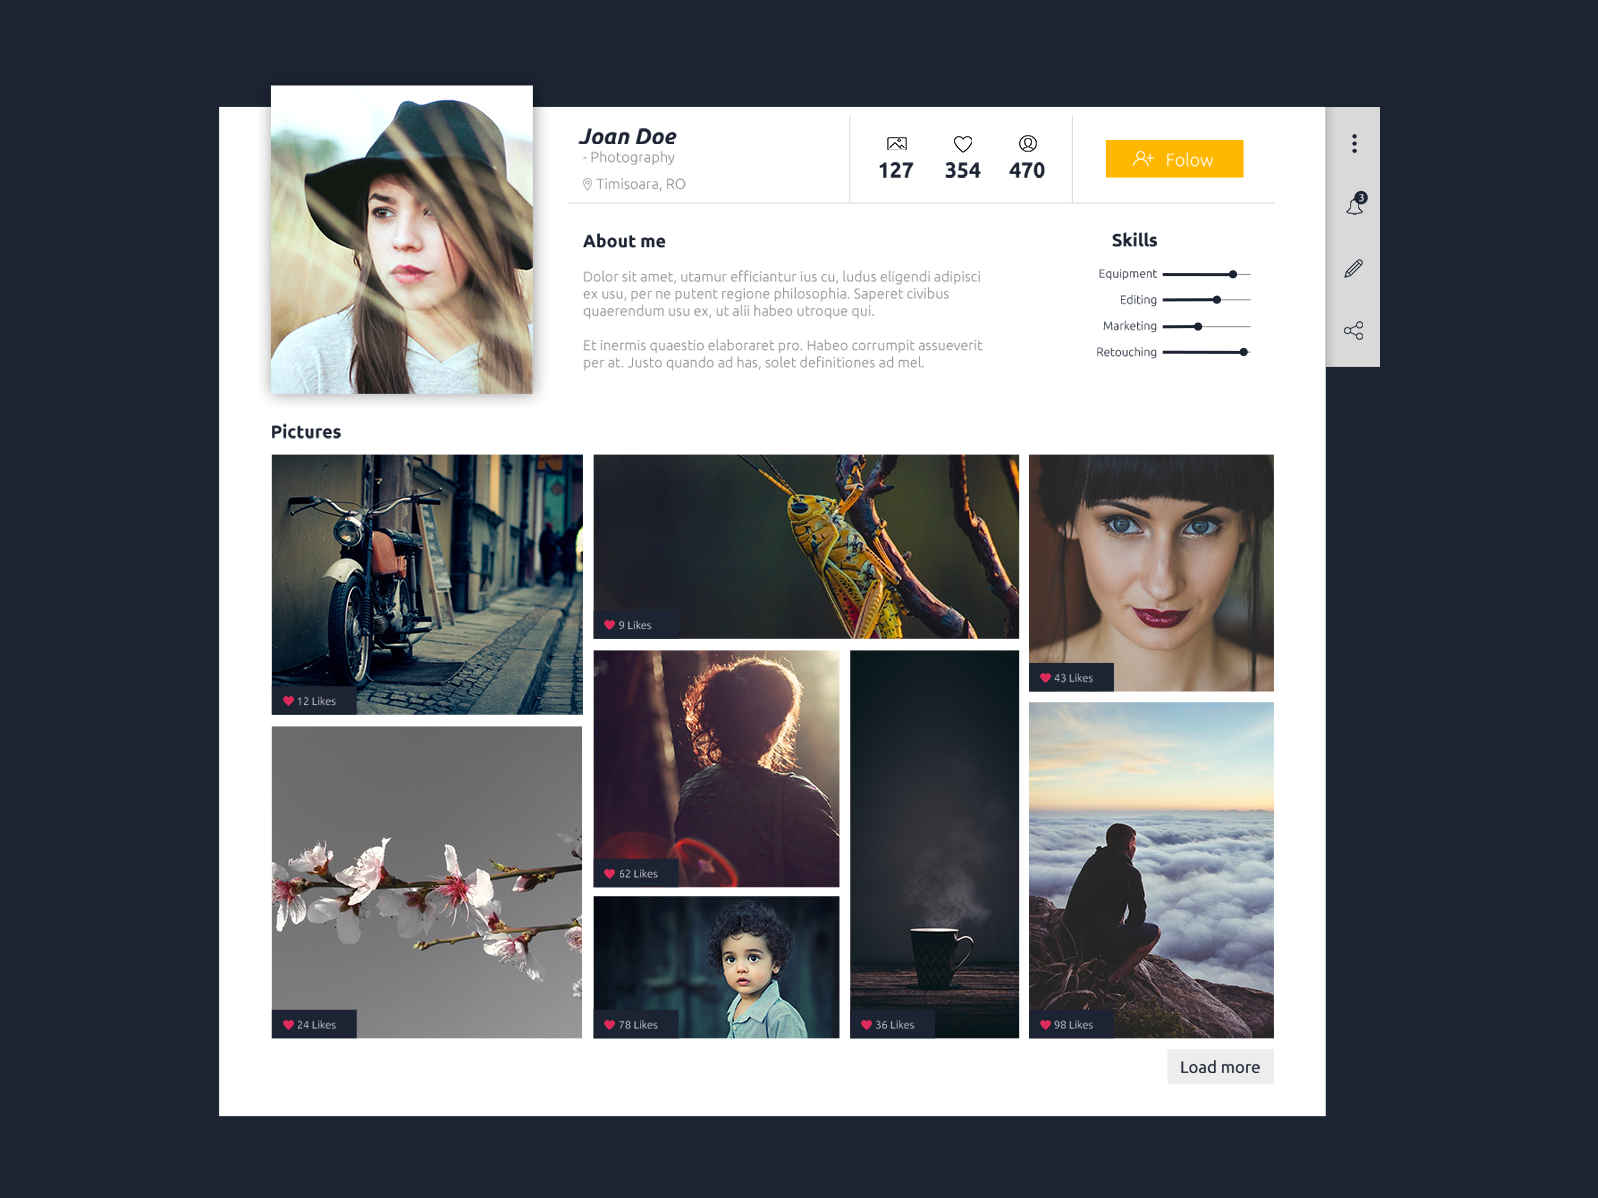 Joan Doe
- Photography
Timisoara, RO
127 354 470
Folow
3
About me
Dolor sit amet, utamur efficiantur ius cu, ludus eligendi adipisci
ex usu, per ne putent regione philosophia. Saperet civibus
quaerendum usu ex, ut alii habeo utroque qui.
Et inermis quaestio elaboraret pro. Habeo corrumpit assueverit
per at. Justo quando ad has, solet definitiones ad mel.
Skills
Equipment
Editing
Marketing
Retouching
Pictures
12 Likes
9 Likes
43 Likes
62 Likes
24 Likes
78 Likes
36 Likes
98 Likes
Load more